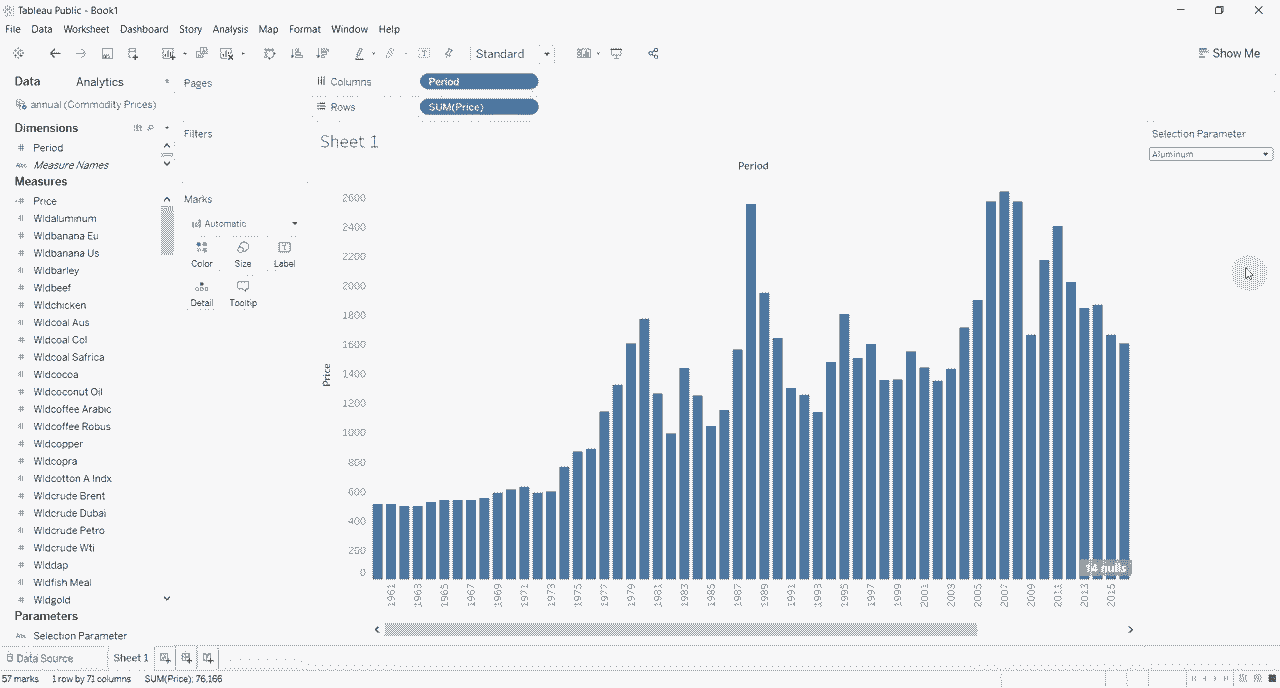 Tableau Public - Book1
File Data Worksheet Dashboard Story Analysis Map Format Window Help
Standard
Show Me
Data Analytics
annual (Commodity Prices)
Dimensions
Period
Abc Measure Names
Measures
Price
Wldaluminum
Wldbanana Eu
Wldbanana Us
Wldbarley
Wldbeef
Wldchicken
Wldcoal Aus
Wldcoal Col
Wldcoal Safrica
Wldcocoa
Wldcoconut Oil
Wldcoffee Arabic
Wldcoffee Robus
Wldcopper
Wldcopra
Wldcotton A Indx
Wldcrude Brent
Wldcrude Dubai
Wldcrude Petro
Wldcrude Wti
Wlddap
Wldfish Meal
Wldgold
Parameters
Abc Selection Parameter
Pages
Filters
Marks
Automatic
Color Size Label
Detail Tooltip
Columns Period
Rows SUM(Price)
Sheet 1
Period
Price
2600
2400
2200
2000
1800
1600
1400
1200
1000
800
600
400
250
0
1961 1963 1965 1967 1969 1971 1973 1975 1977 1979 1981 1983 1985 1987 1989 1991 1993 1995 1997 1999 2001 2003 2005 2007 2009 2011 2013 2015
14 nulls
Selection Parameter
Aluminum
Data Source Sheet 1
57 marks 1 row by 71 columns SUM(Price): 76,166